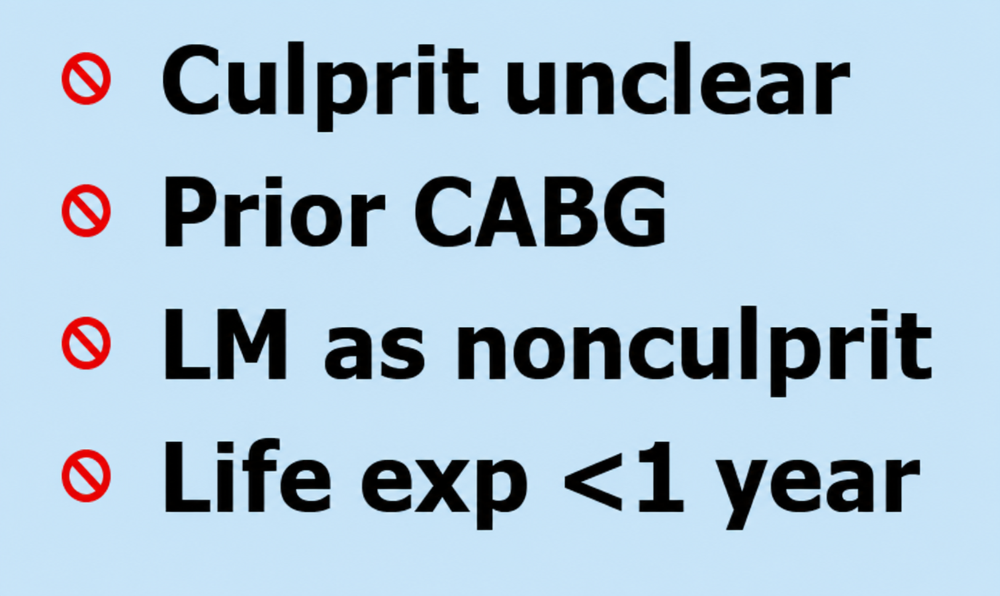 Culprit unclear
Prior CABG
LM as nonculprit
Life exp <1 year